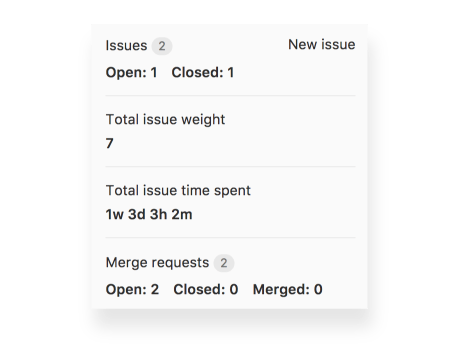 Issues 2 New issue
Open: 1 Closed: 1
Total issue weight
7
Total issue time spent
1w 3d 3h 2m
Merge requests 2
Open: 2 Closed: 0 Merged: 0